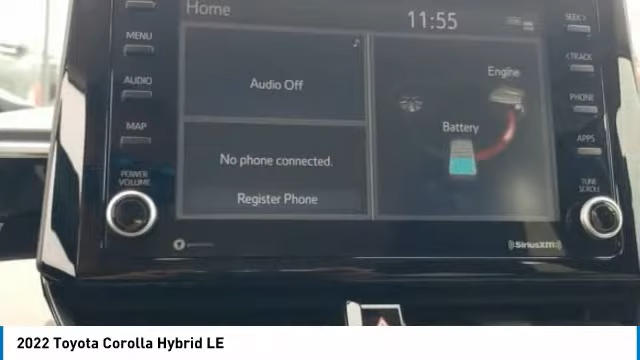 Home
11:55
SEEK>
MENU
Engine
<TRACK
AUDIO
Audio Off
PHONE
MAP
Battery
APPS
No phone connected.
POWER
VOLUME
TUNE
SCROLL
Register Phone
SiriusXM
2022 Toyota Corolla Hybrid LE